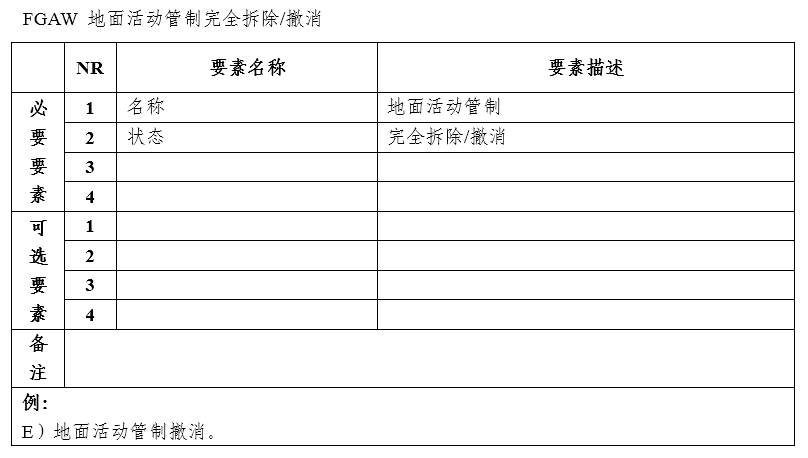 FGAW 地面活动管制完全拆除/撤消
NR 要素名称 要素描述
必要要素
1 名称 地面活动管制
2 状态 完全拆除/撤消
3
4
可选要素
1
2
3
4
备注
例：
E）地面活动管制撤消。